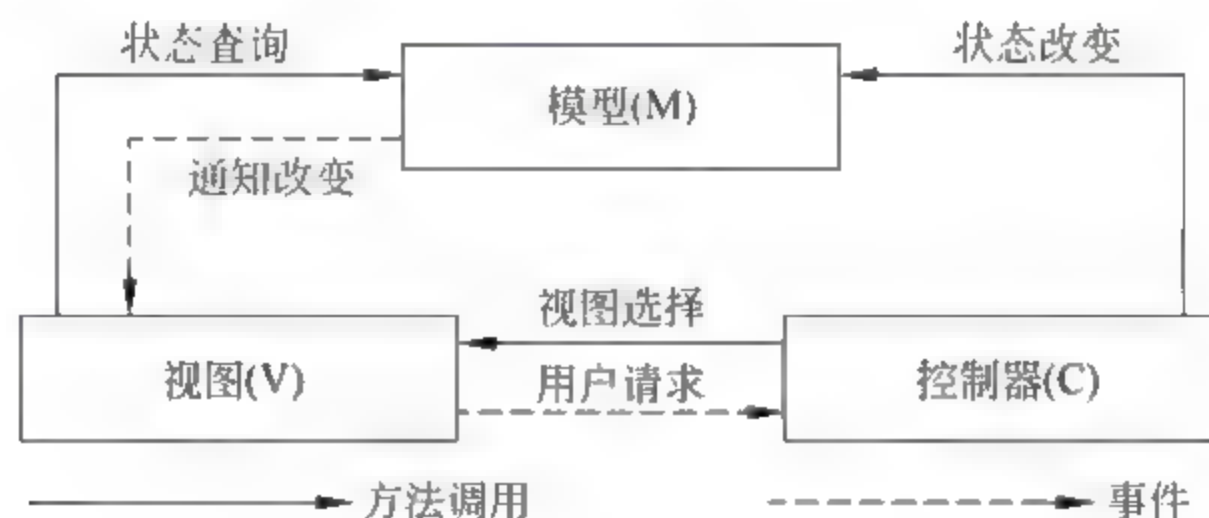 状态查询
状态改变
模型(M)
通知改变
视图选择
视图(V)
用户请求
控制器(C)
方法调用
事件